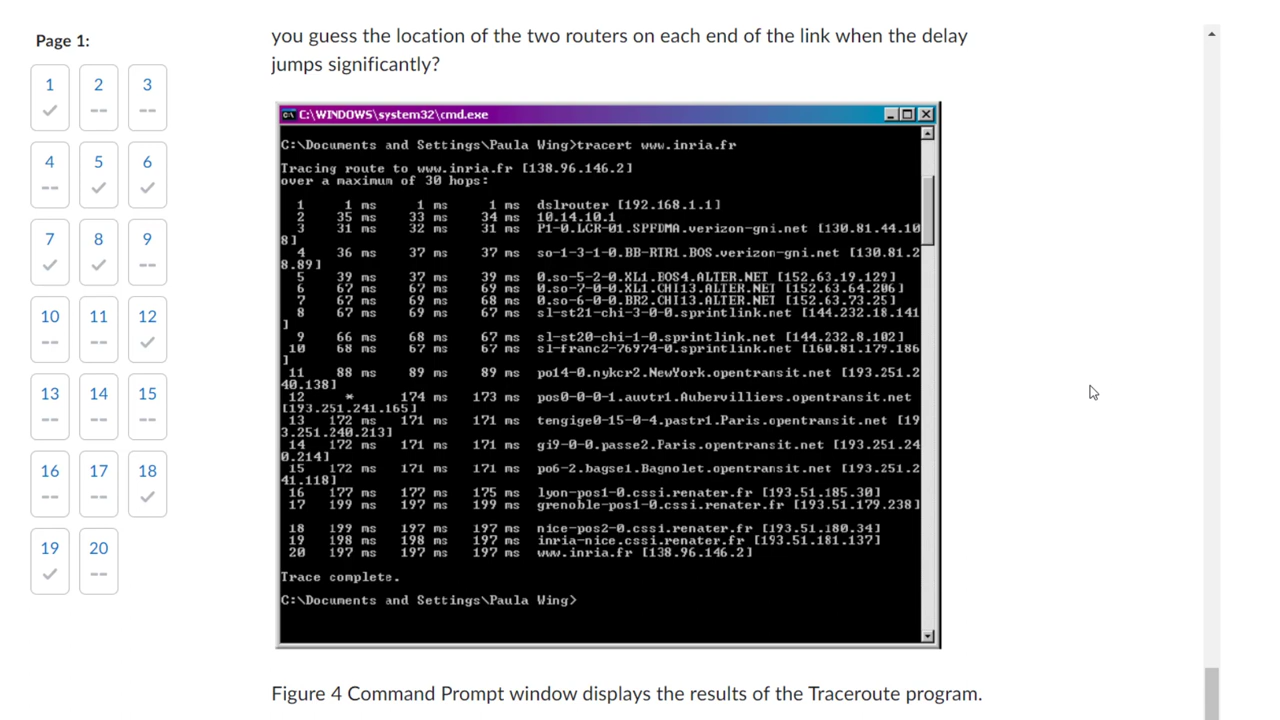 you guess the location of the two routers on each end of the link when the delay
jumps significantly?
Page 1:
1 2 3
-- --
4 5 6
--
7 8 9
--
10 11 12
-- --
13 14 15
-- -- --
16 17 18
-- --
19 20
--
C:\WINDOWS\system32\cmd.exe
C:\Documents and Settings\Paula Wing>tracert www.inria.fr
Tracing route to www.inria.fr [138.96.146.2]
over a maximum of 30 hops:
1 1 ms 1 ms 1 ms dslrouter [192.168.1.1]
2 35 ms 33 ms 34 ms 10.14.10.1
3 31 ms 32 ms 31 ms P1-0.LCR-01.SPFDMA.verizon-gni.net [130.81.44.10
8]
4 36 ms 37 ms 37 ms so-1-3-1-0.BB-RTR1.BOS.verizon-gni.net [130.81.2
8.89]
5 39 ms 37 ms 39 ms 0.so-5-2-0.XL1.BOS4.ALTER.NET [152.63.19.129]
6 67 ms 67 ms 69 ms 0.so-7-0-0.XL1.CHI13.ALTER.NET [152.63.64.206]
7 67 ms 69 ms 68 ms 0.so-6-0-0.BR2.CHI13.ALTER.NET [152.63.73.25]
8 67 ms 69 ms 67 ms sl-st21-chi-3-0-0.sprintlink.net [144.232.18.141
]
9 66 ms 68 ms 67 ms sl-st20-chi-1-0.sprintlink.net [144.232.8.102]
10 68 ms 67 ms 67 ms sl-franc2-76974-0.sprintlink.net [160.81.179.186
]
11 88 ms 89 ms 89 ms po14-0.nykcr2.NewYork.opentransit.net [193.251.2
40.138]
12 * 174 ms 173 ms pos0-0-0-1.auvtr1.Aubervilliers.opentransit.net
[193.251.241.165]
13 172 ms 171 ms 171 ms tengige0-15-0-4.pastr1.Paris.opentransit.net [19
3.251.240.213]
14 172 ms 171 ms 171 ms gi9-0-0.passe2.Paris.opentransit.net [193.251.24
0.214]
15 172 ms 171 ms 171 ms po6-2.bagse1.Bagnolet.opentransit.net [193.251.2
41.118]
16 177 ms 177 ms 175 ms lyon-pos1-0.cssi.renater.fr [193.51.185.30]
17 199 ms 197 ms 199 ms grenoble-pos1-0.cssi.renater.fr [193.51.179.238]
18 199 ms 197 ms 197 ms nice-pos2-0.cssi.renater.fr [193.51.180.34]
19 198 ms 198 ms 197 ms inria-nice.cssi.renater.fr [193.51.181.137]
20 197 ms 197 ms 197 ms www.inria.fr [138.96.146.2]
Trace complete.
C:\Documents and Settings\Paula Wing>
Figure 4 Command Prompt window displays the results of the Traceroute program.